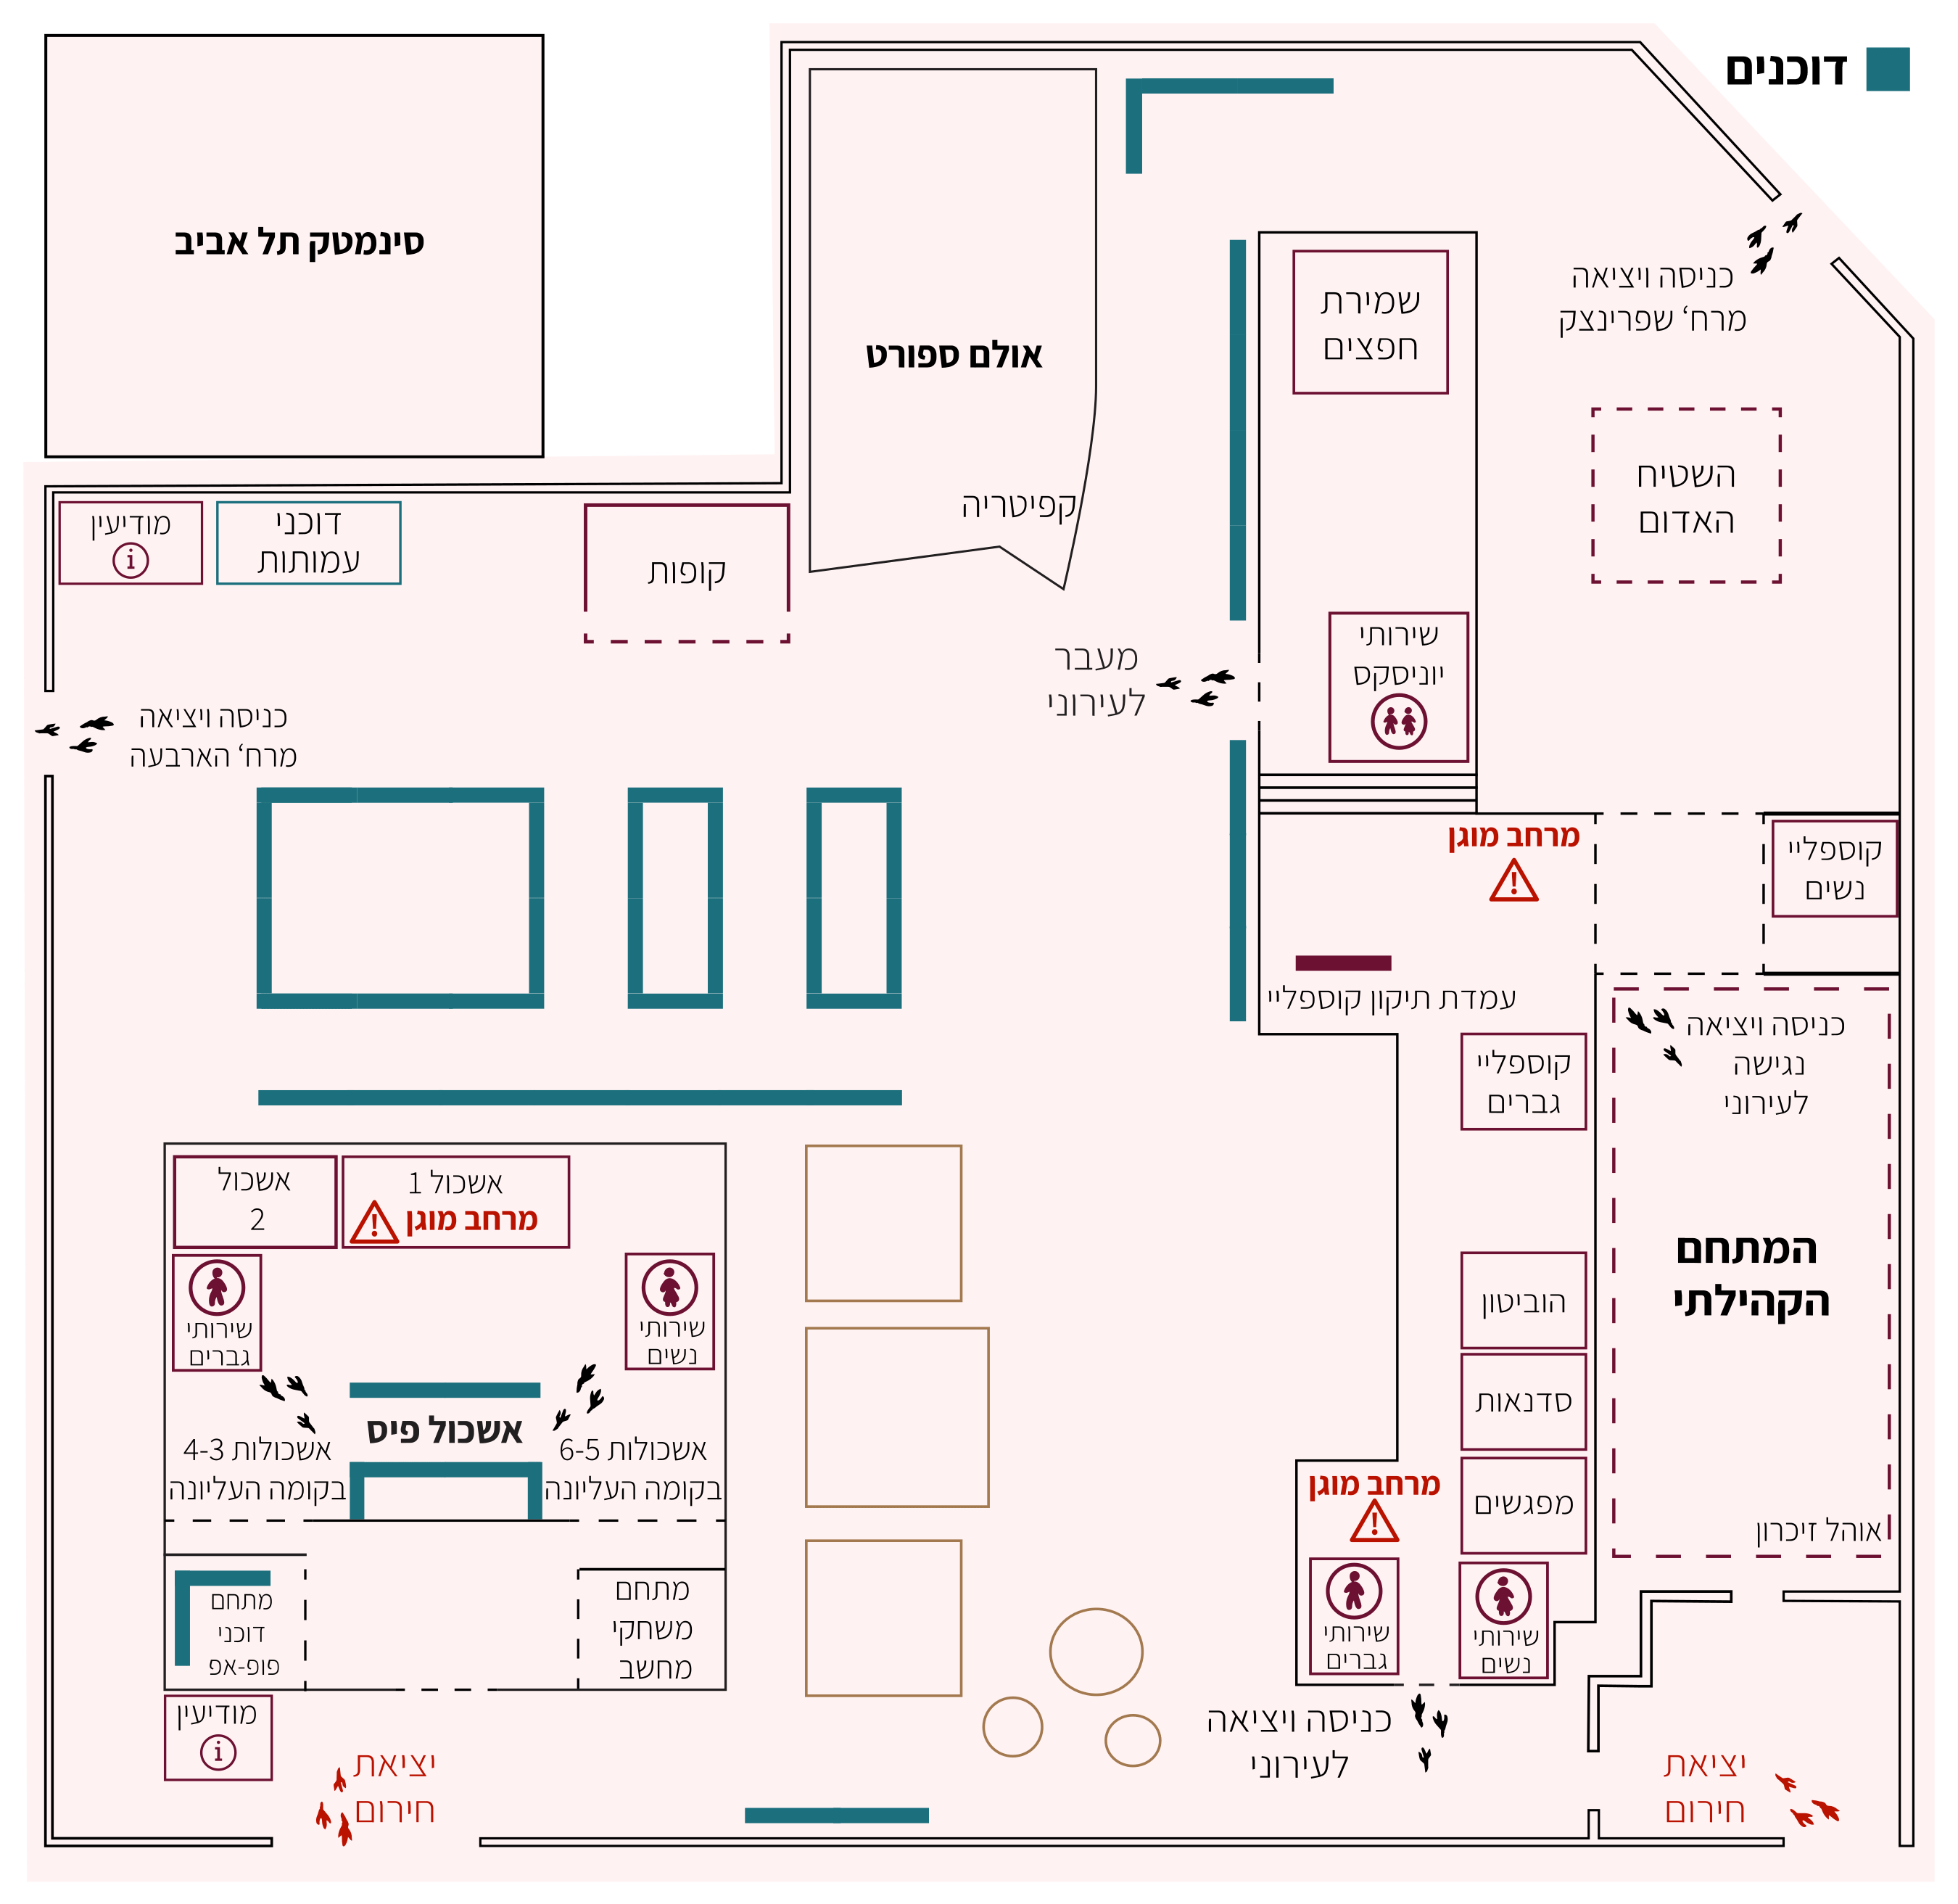 דוכנים
סינמטק תל אביב
אולם ספורט
קפיטריה
שמירת
חפצים
כניסה ויציאה
מרח' שפרינצק
השטיח
האדום
מודיעין
דוכני
עמותות
קופות
שירותי
יוניסקס
מעבר
לעירוני
כניסה ויציאה
מרח' הארבעה
מרחב מוגן
קוספליי
נשים
עמדת תיקון קוספליי
כניסה ויציאה
נגישה
לעירוני
קוספליי
גברים
המתחם
הקהילתי
אוהל זיכרון
הוביטון
סדנאות
מפגשים
מרחב מוגן
שירותי
גברים
שירותי
נשים
כניסה ויציאה
לעירוני
יציאת
חירום
אשכול 1
מרחב מוגן
אשכול
2
שירותי
נשים
שירותי
גברים
אשכול פיס
אשכולות 6-5
בקומה העליונה
אשכולות 4-3
בקומה העליונה
מתחם
משחקי
מחשב
מתחם
דוכני
פופ-אפ
מודיעין
יציאת
חירום